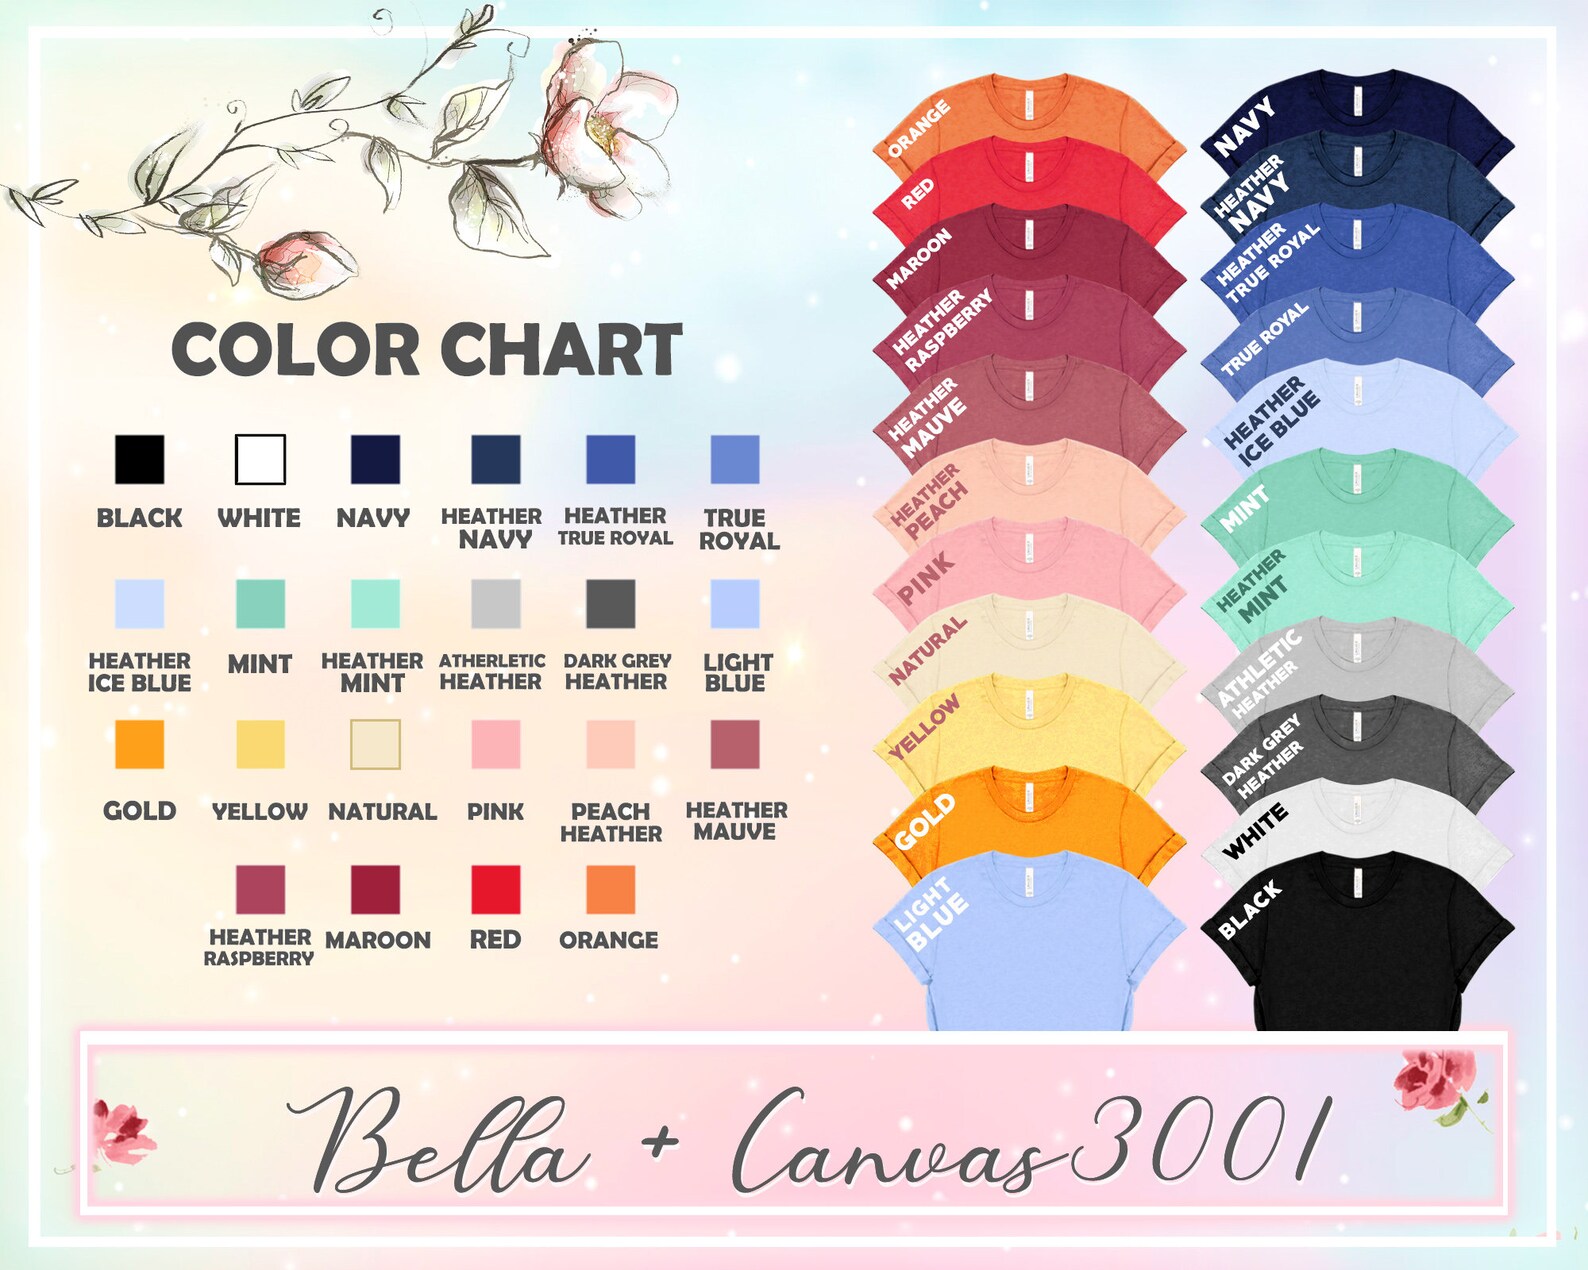 COLOR CHART
BLACK
WHITE
NAVY
HEATHER
NAVY
HEATHER
TRUE ROYAL
TRUE
ROYAL
HEATHER
ICE BLUE
MINT
HEATHER
MINT
ATHERLETIC
HEATHER
DARK GREY
HEATHER
LIGHT
BLUE
GOLD
YELLOW
NATURAL
PINK
PEACH
HEATHER
HEATHER
MAUVE
HEATHER
RASPBERRY
MAROON
RED
ORANGE
ORANGE
RED
MAROON
HEATHER
RASPBERRY
HEATHER
MAUVE
HEATHER
PEACH
PINK
NATURAL
YELLOW
GOLD
LIGHT
BLUE
NAVY
HEATHER
NAVY
HEATHER
TRUE ROYAL
TRUE ROYAL
HEATHER
ICE BLUE
MINT
HEATHER
MINT
ATHLETIC
HEATHER
DARK GREY
HEATHER
WHITE
BLACK
Bella + Canvas 3001